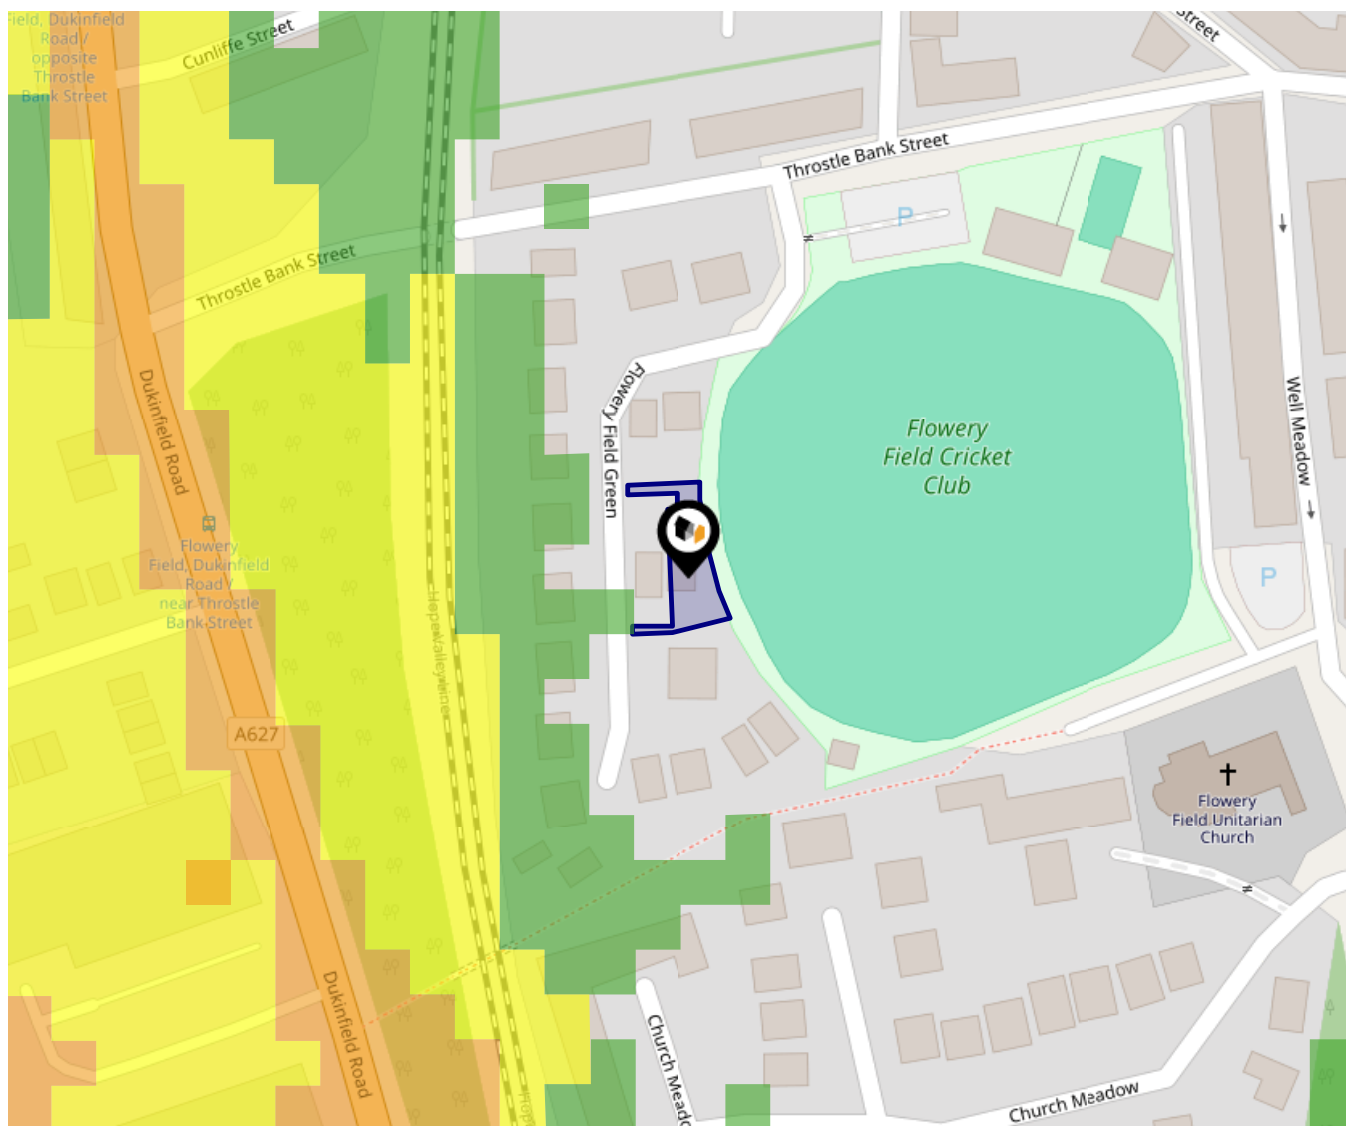 Field, Dukinfield
Road /
opposite
Throstle
Bank Street
Cunliffe Street
Street
Throstle Bank Street
P
Throstle Bank Street
Flowery Field Green
Dukinfield Road
Well Meadow
Flowery
Field Cricket
Club
Flowery
Field, Dukinfield
Road /
near Throstle
Bank Street
P
Hope Valley Line
A627
Flowery
Field Unitarian
Church
Dukinfield Road
Church Meado
Church Meadow
Hop